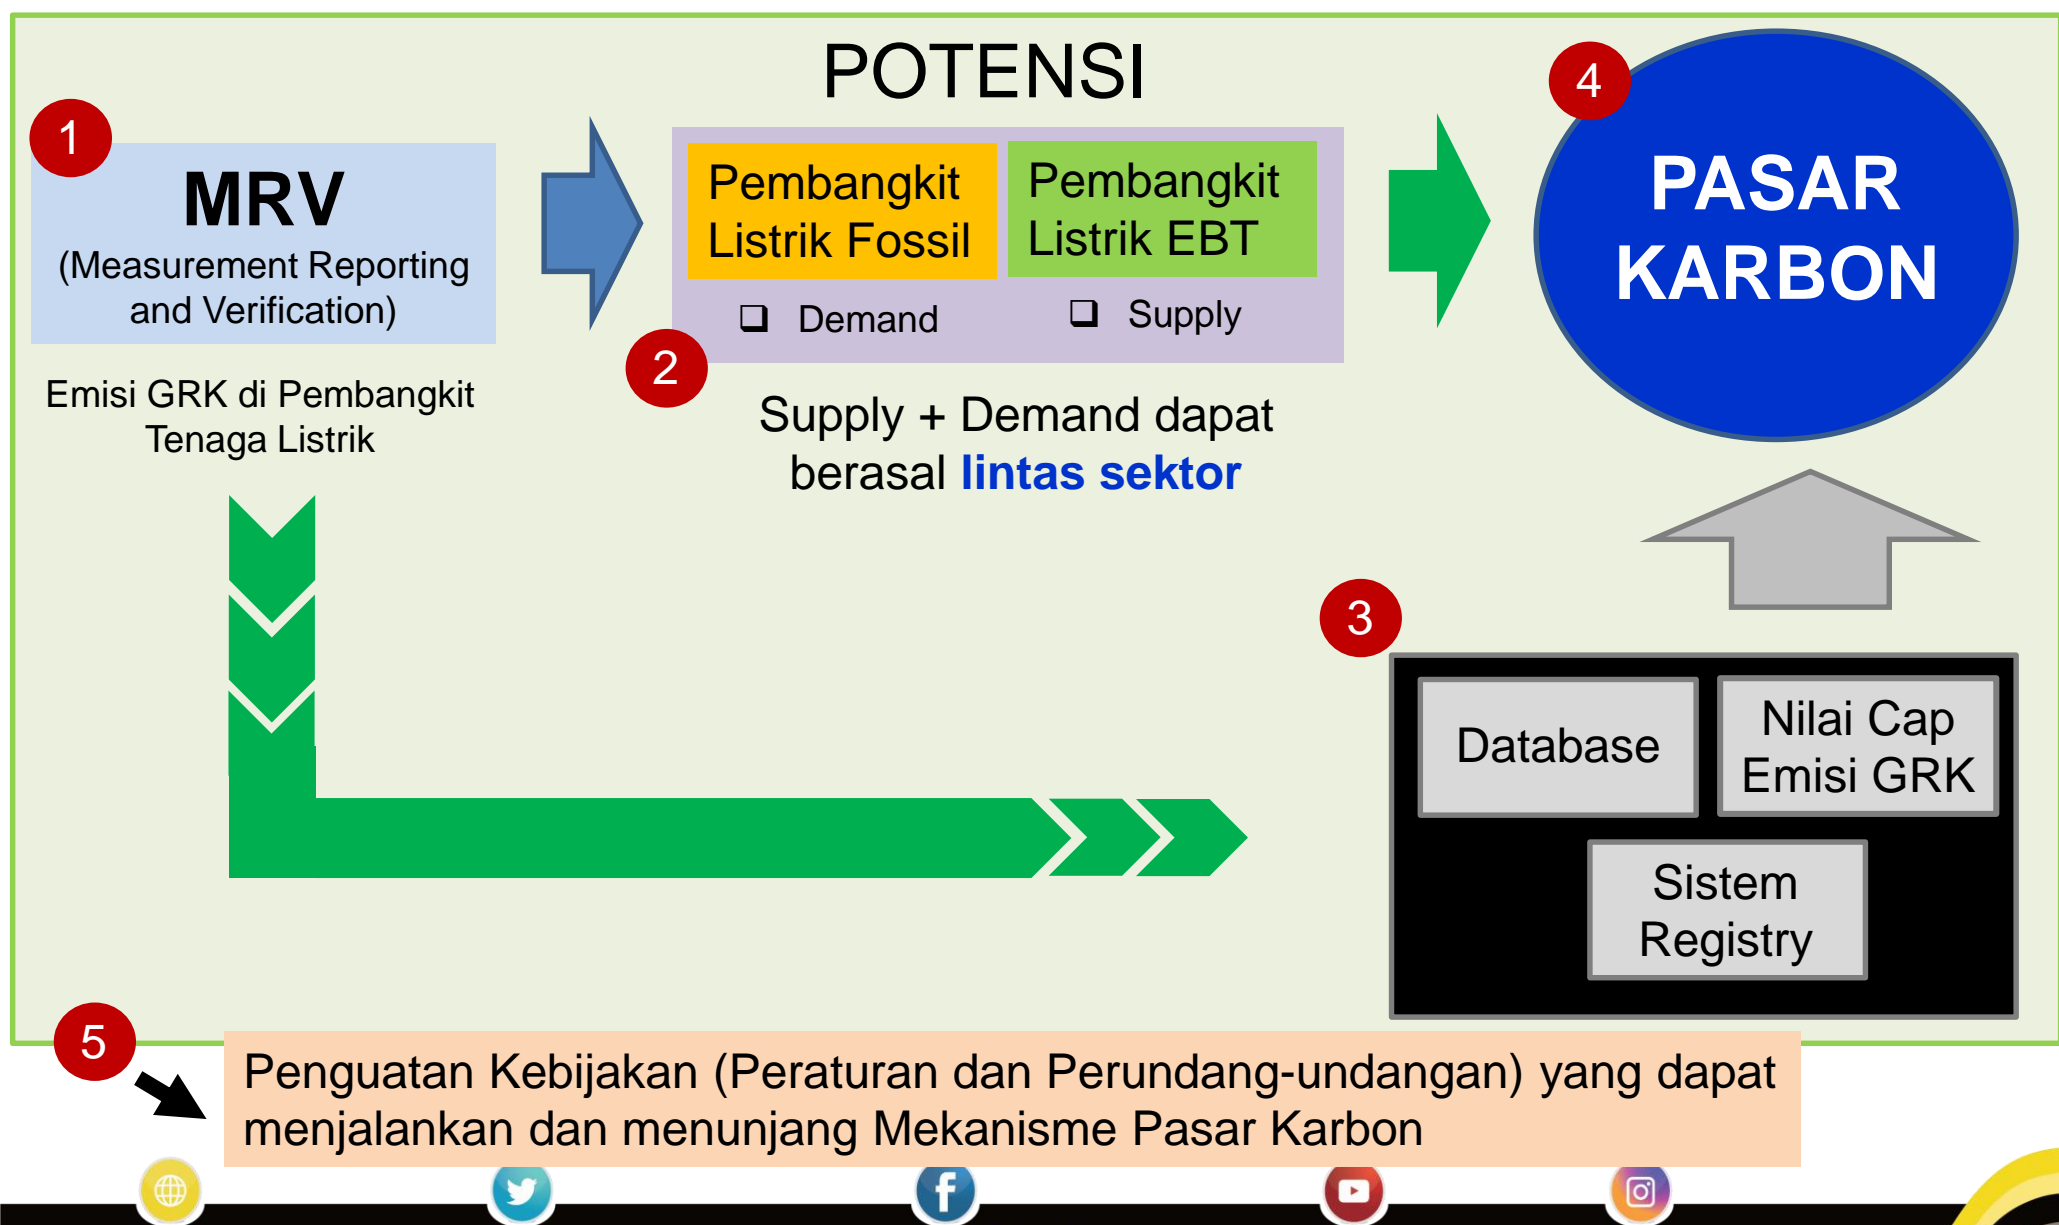 POTENSI
1
MRV
(Measurement Reporting
and Verification)
Emisi GRK di Pembangkit
Tenaga Listrik
2
Pembangkit
Listrik Fossil
❑ Demand
Pembangkit
Listrik EBT
❑ Supply
Supply + Demand dapat
berasal lintas sektor
4
PASAR
KARBON
3
Database
Nilai Cap
Emisi GRK
Sistem
Registry
5
Penguatan Kebijakan (Peraturan dan Perundang-undangan) yang dapat
menjalankan dan menunjang Mekanisme Pasar Karbon